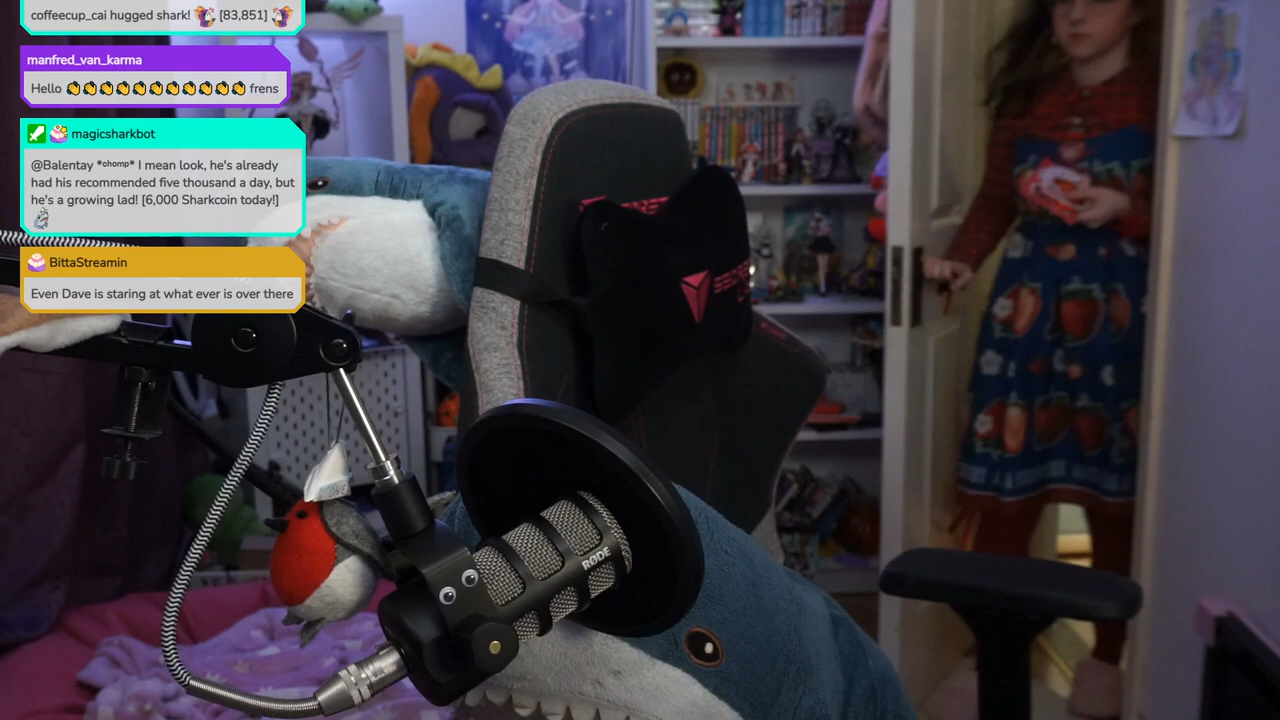 coffeecup_cai hugged shark! [83,851]
manfred_van_karma
Hello 👏👏👏👏👏👏👏👏👏👏👏 frens
magicsharkbot
@Balentay *chomp* I mean look, he's already
had his recommended five thousand a day, but
he's a growing lad! [6,000 Sharkcoin today!]
BittaStreamin
Even Dave is staring at what ever is over there
RØDE